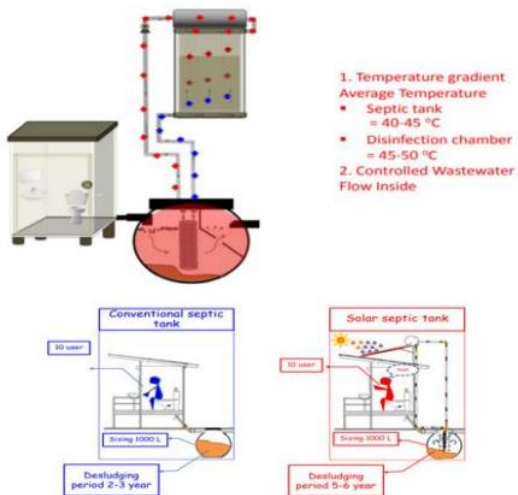 1. Temperature gradient
Average Temperature
• Septic tank
= 40-45 °C
• Disinfection chamber
= 45-50 °C
2. Controlled Wastewater
Flow Inside
Conventional septic
tank
10 user
Sizing 1000 L
Desludging
period 2-3 year
Solar septic tank
10 user
Sizing 1000 L
Desludging
period 5-6 year